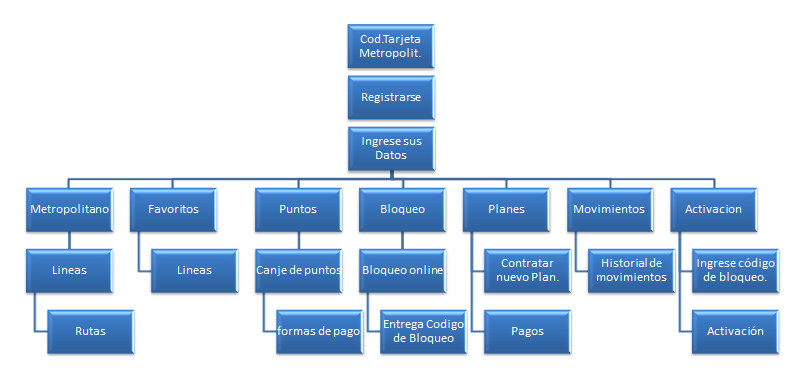 Cod.Tarjeta
Metropolit.
Registrarse
Ingrese sus
Datos
Metropolitano
Favoritos
Puntos
Bloqueo
Planes
Movimientos
Activacion
Lineas
Lineas
Canje de puntos
Bloqueo online
Contratar
nuevo Plan.
Historial de
movimientos
Ingrese código
de bloqueo.
Rutas
formas de pago
Entrega Codigo
de Bloqueo
Pagos
Activación